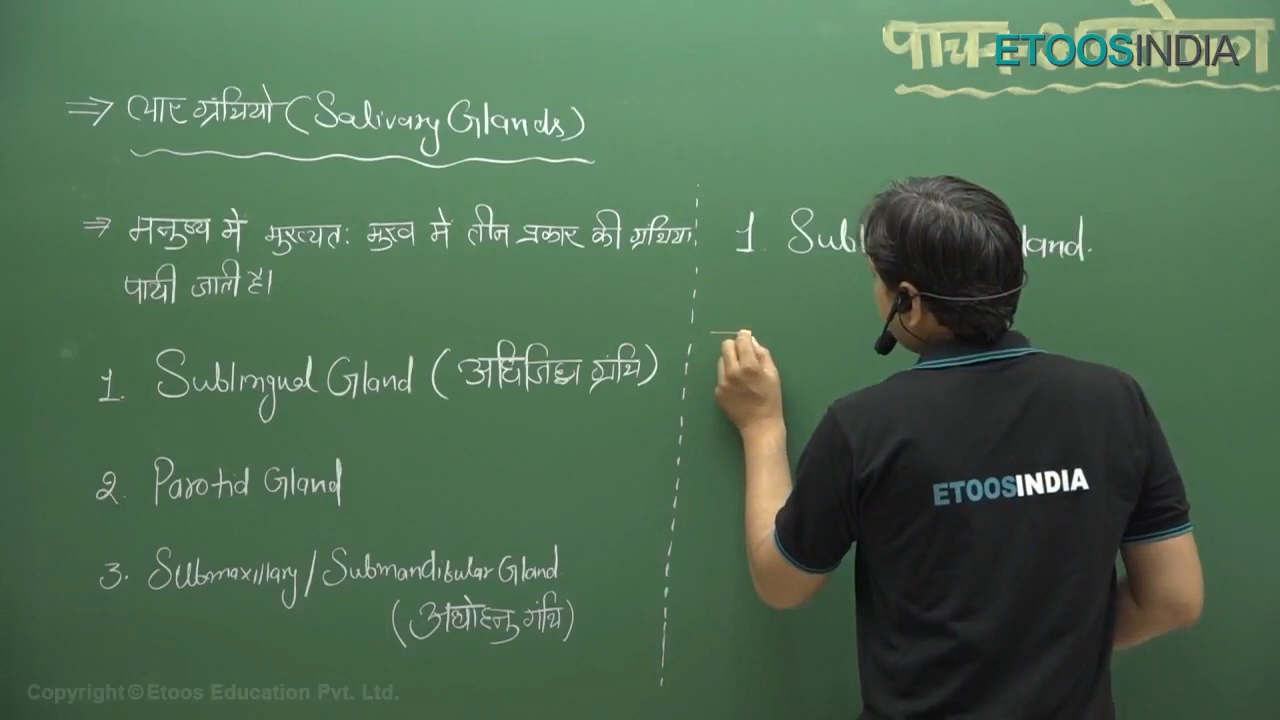 ETOOSINDIA
⇒ लार ग्रंथियाँ (Salivary Glands)
⇒ मनुष्य में मुख्यतः मुख में तीन प्रकार की ग्रंथियां
पायी जाती है।
1. Sublingual Gland (अधिजिह्व ग्रंथि)
2. Parotid Gland
3. Submaxillary/Submandibular Gland.
(अधोहनु ग्रंथि)
1 Subl land.
ETOOSINDIA
Copyright © Etoos Education Pvt. Ltd.